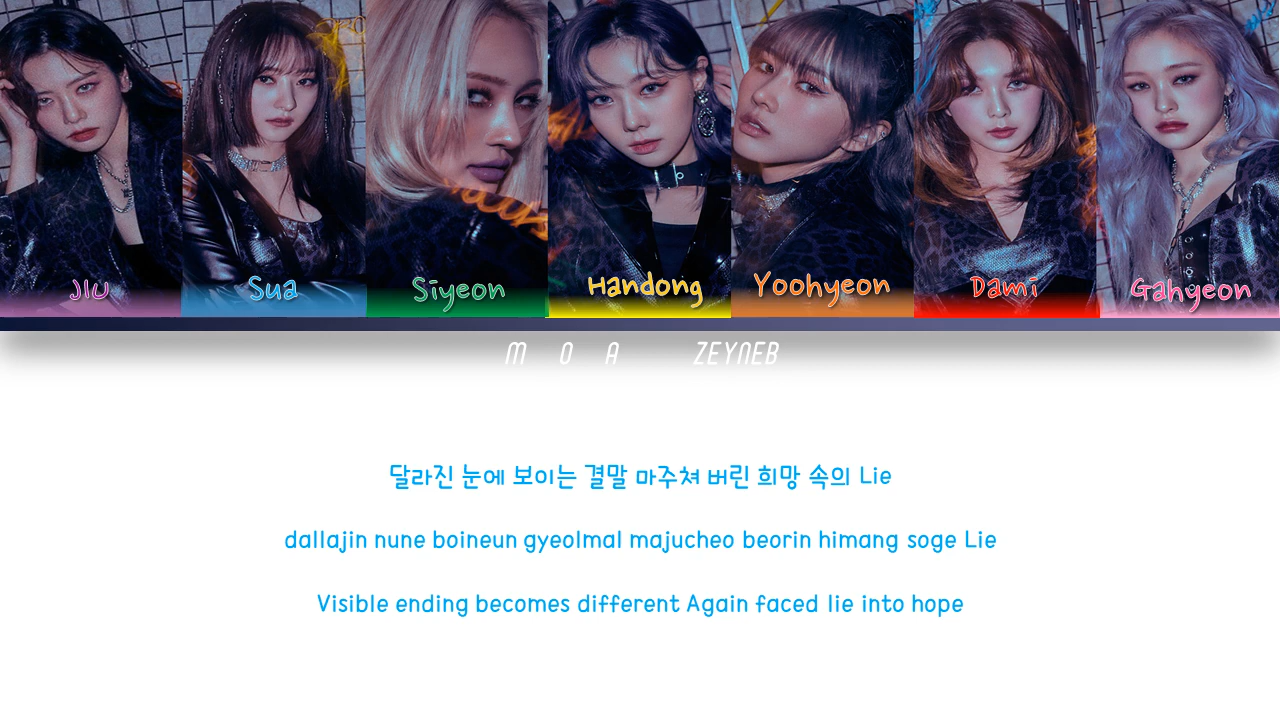 JIU Sua Siyeon Handong Yoohyeon Dami Gahyeon
M O A ZEYNEB
달라진 눈에 보이는 결말 마주쳐 버린 희망 속의 Lie
dallajin nune boineun gyeolmal majucheo beorin himang soge Lie
Visible ending becomes different Again faced lie into hope